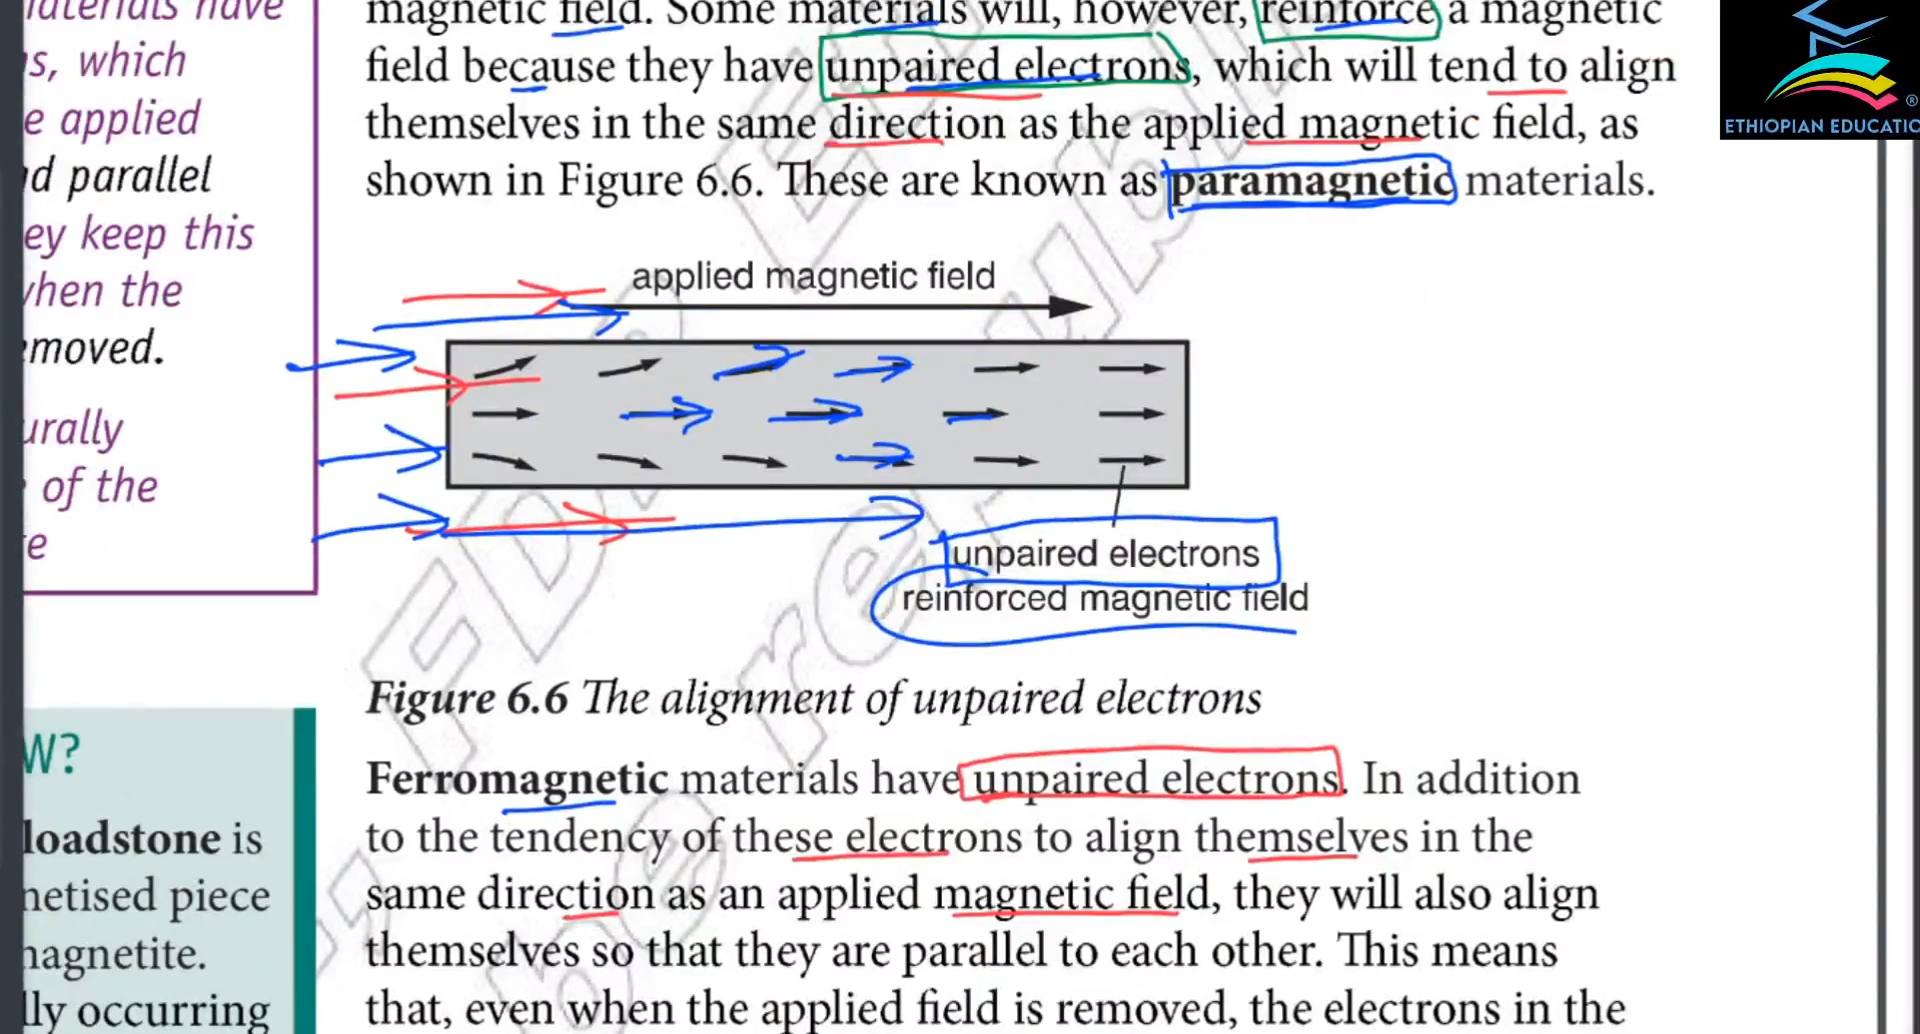 magnetic field. Some materials will, however, reinforce a magnetic
field because they have unpaired electrons, which will tend to align
themselves in the same direction as the applied magnetic field, as
shown in Figure 6.6. These are known as paramagnetic materials.
applied magnetic field
unpaired electrons
reinforced magnetic field
Figure 6.6 The alignment of unpaired electrons
Ferromagnetic materials have unpaired electrons. In addition
to the tendency of these electrons to align themselves in the
same direction as an applied magnetic field, they will also align
themselves so that they are parallel to each other. This means
that, even when the applied field is removed, the electrons in the
have
which
applied
parallel
keep this
when the
moved.
urally
of the
W?
loadstone is
netised piece
magnetite.
lly occurring
ETHIOPIAN EDUCATIO
®